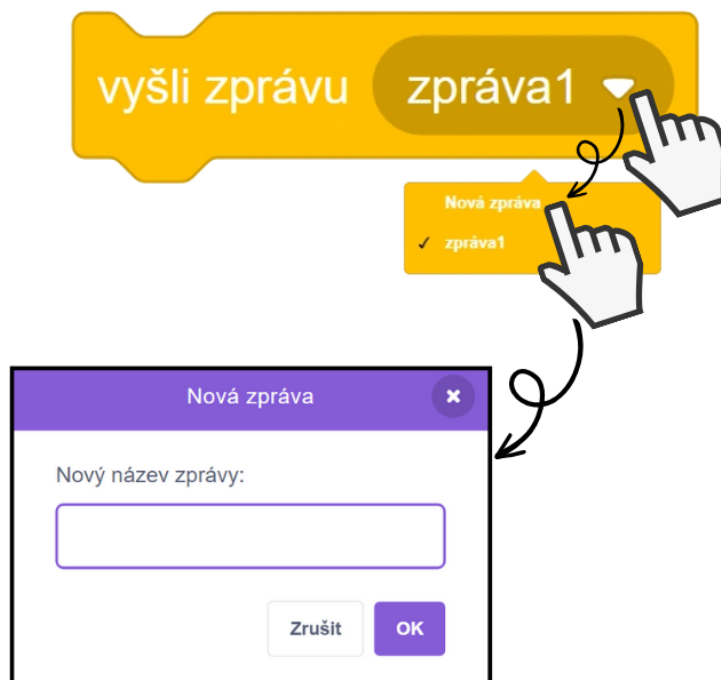 vyšli zprávu zpráva1
Nová zpráva
✓ zpráva1
Nová zpráva
Nový název zprávy:
Zrušit OK